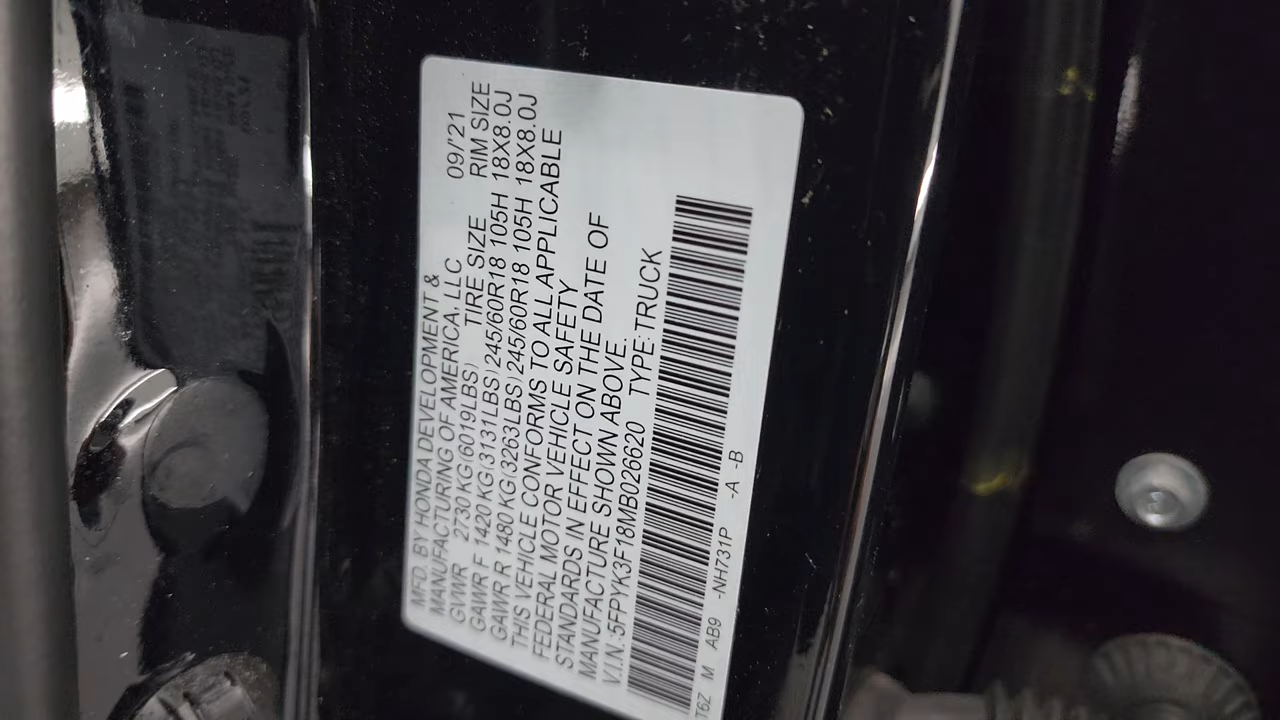 MFD. BY HONDA DEVELOPMENT &
MANUFACTURING OF AMERICA, LLC 09/'21
GVWR 2730 KG(6019LBS) TIRE SIZE RIM SIZE
GAWR F 1420 KG(3131LBS) 245/60R18 105H 18X8.0J
GAWR R 1480 KG(3263LBS) 245/60R18 105H 18X8.0J
THIS VEHICLE CONFORMS TO ALL APPLICABLE
FEDERAL MOTOR VEHICLE SAFETY
STANDARDS IN EFFECT ON THE DATE OF
MANUFACTURE SHOWN ABOVE.
V.I.N.:5FPYK3F18MB026620 TYPE:TRUCK
T6Z M AB9 -NH731P -A -B